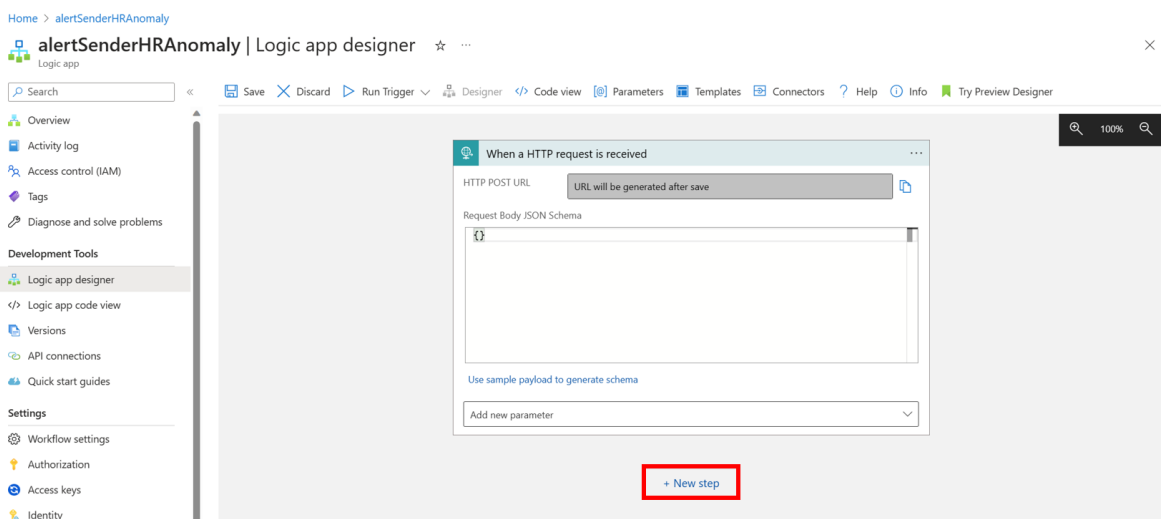 Home > alertSenderHRAnomaly
alertSenderHRAnomaly | Logic app designer
Logic app
Search
Save Discard Run Trigger Designer Code view Parameters Templates Connectors Help Info Try Preview Designer
Overview
Activity log
Access control (IAM)
Tags
Diagnose and solve problems
Development Tools
Logic app designer
Logic app code view
Versions
API connections
Quick start guides
Settings
Workflow settings
Authorization
Access keys
Identity
100%
When a HTTP request is received
HTTP POST URL
URL will be generated after save
Request Body JSON Schema
{}
Use sample payload to generate schema
Add new parameter
+ New step